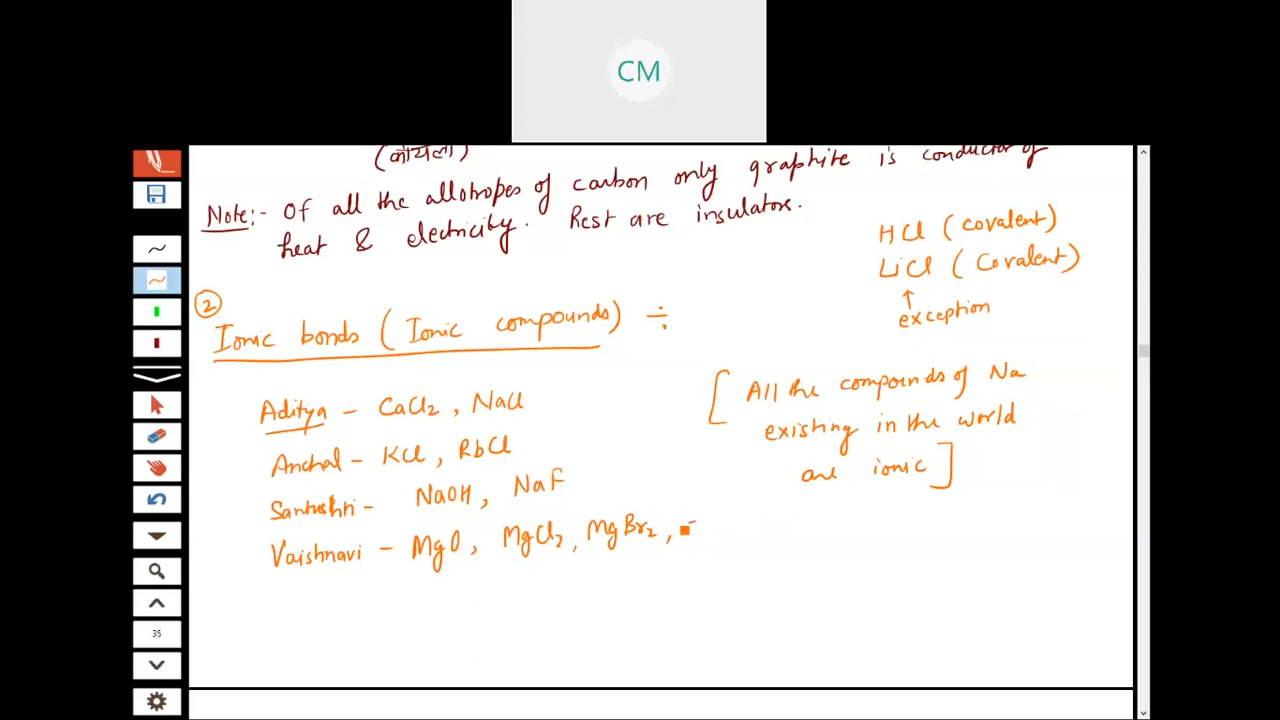 CM
(कोयला)
Note:- Of all the allotropes of carbon only graphite is conductor of
heat & electricity. Rest are insulators.
HCl (covalent)
LiCl (Covalent)
↑
exception
②
Ionic bonds (Ionic compounds) ÷
Aditya - CaCl2, NaCl
Anchal - KCl, RbCl
Santushti - NaOH, NaF
Vaishnavi - MgO, MgCl2, MgBr2,
[ All the compounds of Na
existing in the world
are ionic ]
35